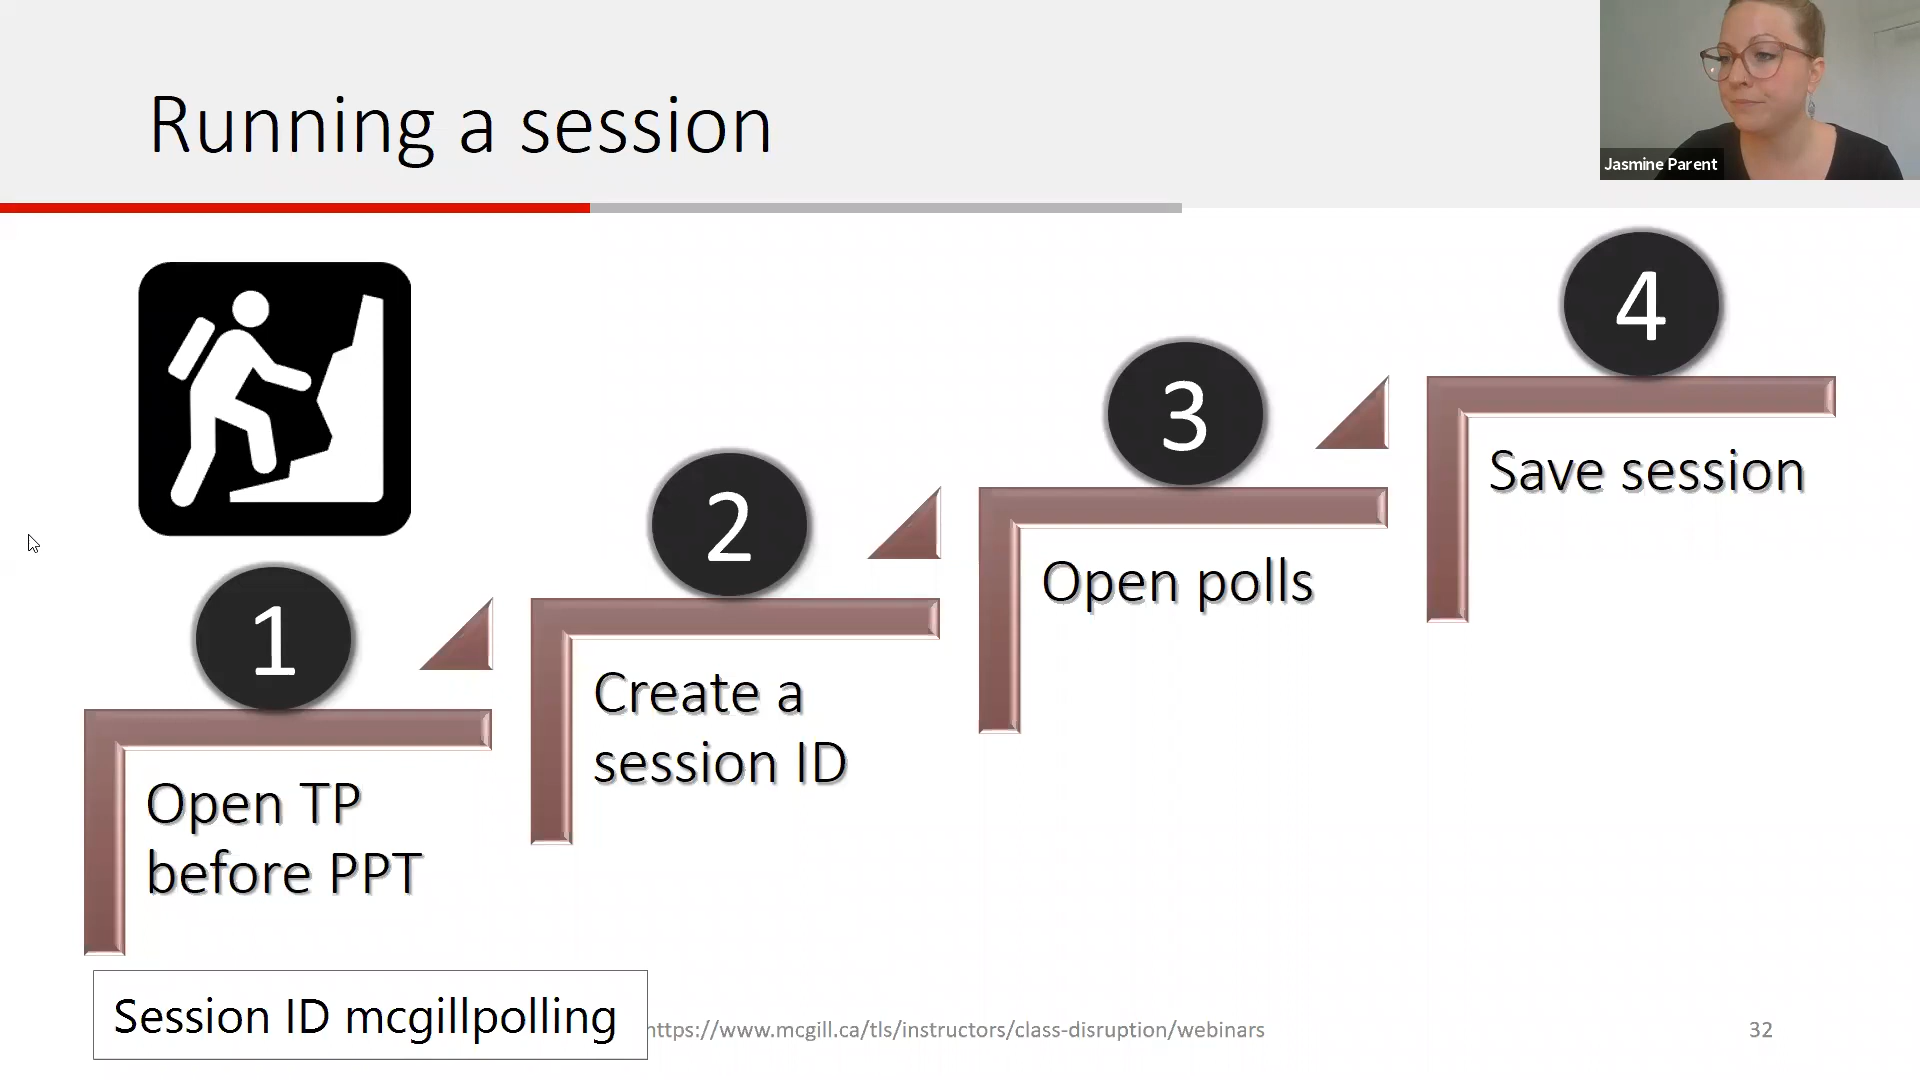 Running a session
Jasmine Parent
4
3
Save session
2
Open polls
1
Create a
session ID
Open TP
before PPT
Session ID mcgillpolling
https://www.mcgill.ca/tls/instructors/class-disruption/webinars
32